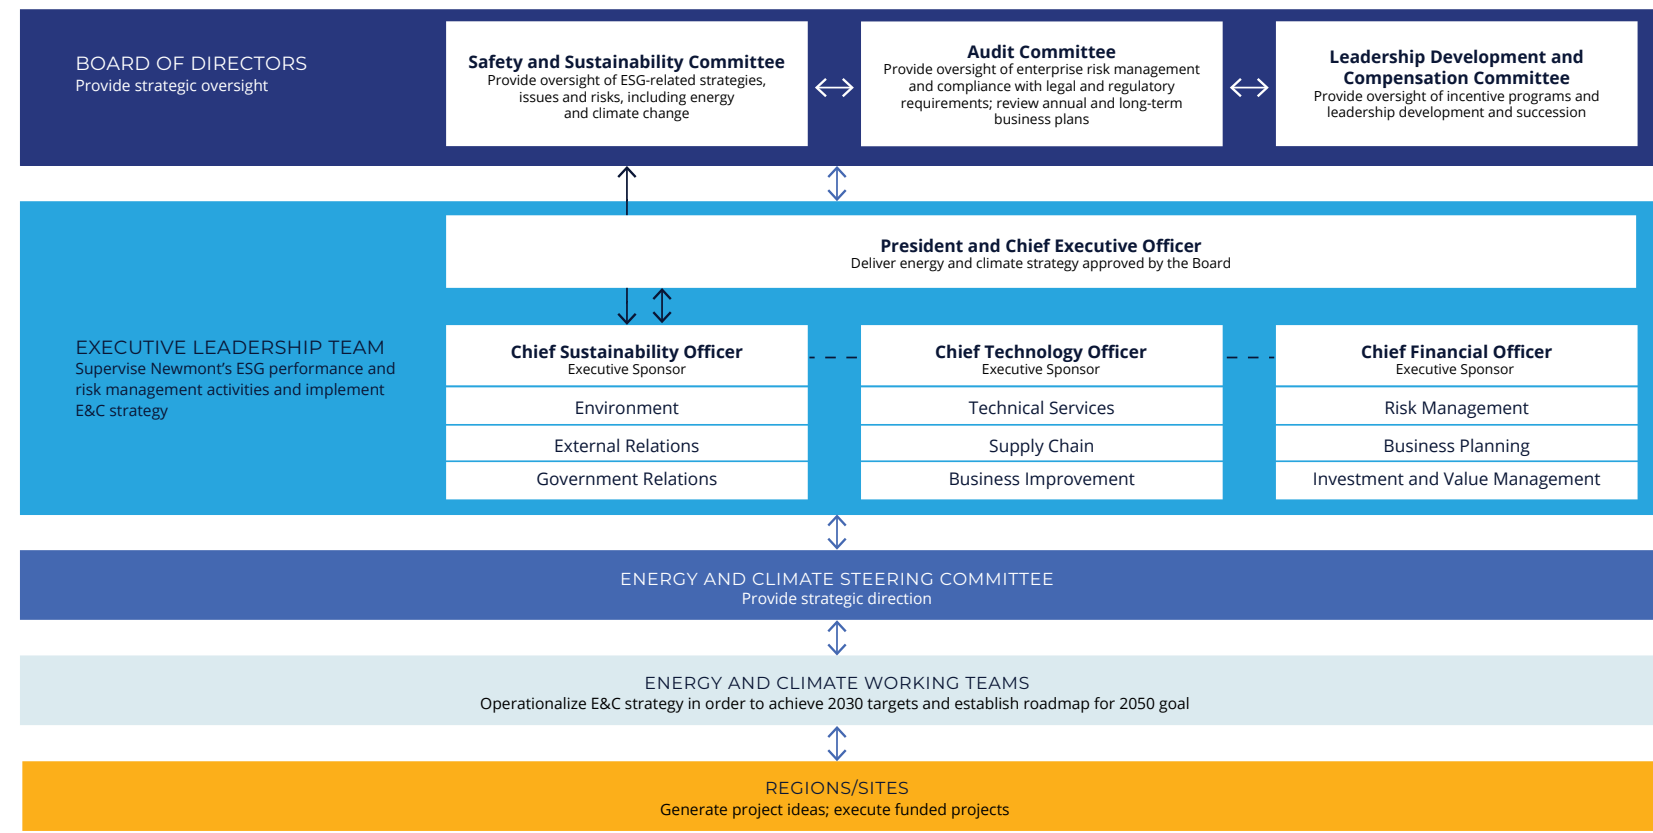 BOARD OF DIRECTORS
Provide strategic oversight
Safety and Sustainability Committee
Provide oversight of ESG-related strategies,
issues and risks, including energy
and climate change
Audit Committee
Provide oversight of enterprise risk management
and compliance with legal and regulatory
requirements; review annual and long-term
business plans
Leadership Development and
Compensation Committee
Provide oversight of incentive programs and
leadership development and succession
EXECUTIVE LEADERSHIP TEAM
Supervise Newmont’s ESG performance and
risk management activities and implement
E&C strategy
President and Chief Executive Officer
Deliver energy and climate strategy approved by the Board
Chief Sustainability Officer
Executive Sponsor
Environment
External Relations
Government Relations
Chief Technology Officer
Executive Sponsor
Technical Services
Supply Chain
Business Improvement
Chief Financial Officer
Executive Sponsor
Risk Management
Business Planning
Investment and Value Management
ENERGY AND CLIMATE STEERING COMMITTEE
Provide strategic direction
ENERGY AND CLIMATE WORKING TEAMS
Operationalize E&C strategy in order to achieve 2030 targets and establish roadmap for 2050 goal
REGIONS/SITES
Generate project ideas; execute funded projects